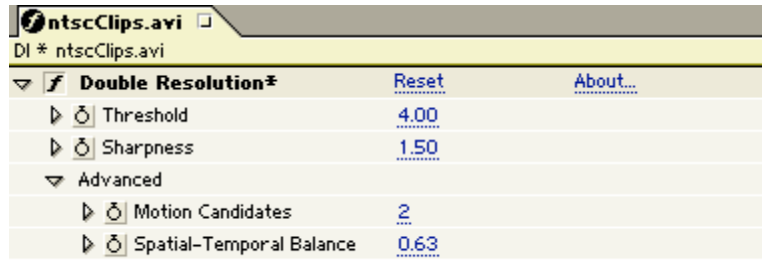 ntscClips.avi
DI * ntscClips.avi
f Double Resolution* Reset About...
Threshold 4.00
Sharpness 1.50
Advanced
Motion Candidates 2
Spatial-Temporal Balance 0.63